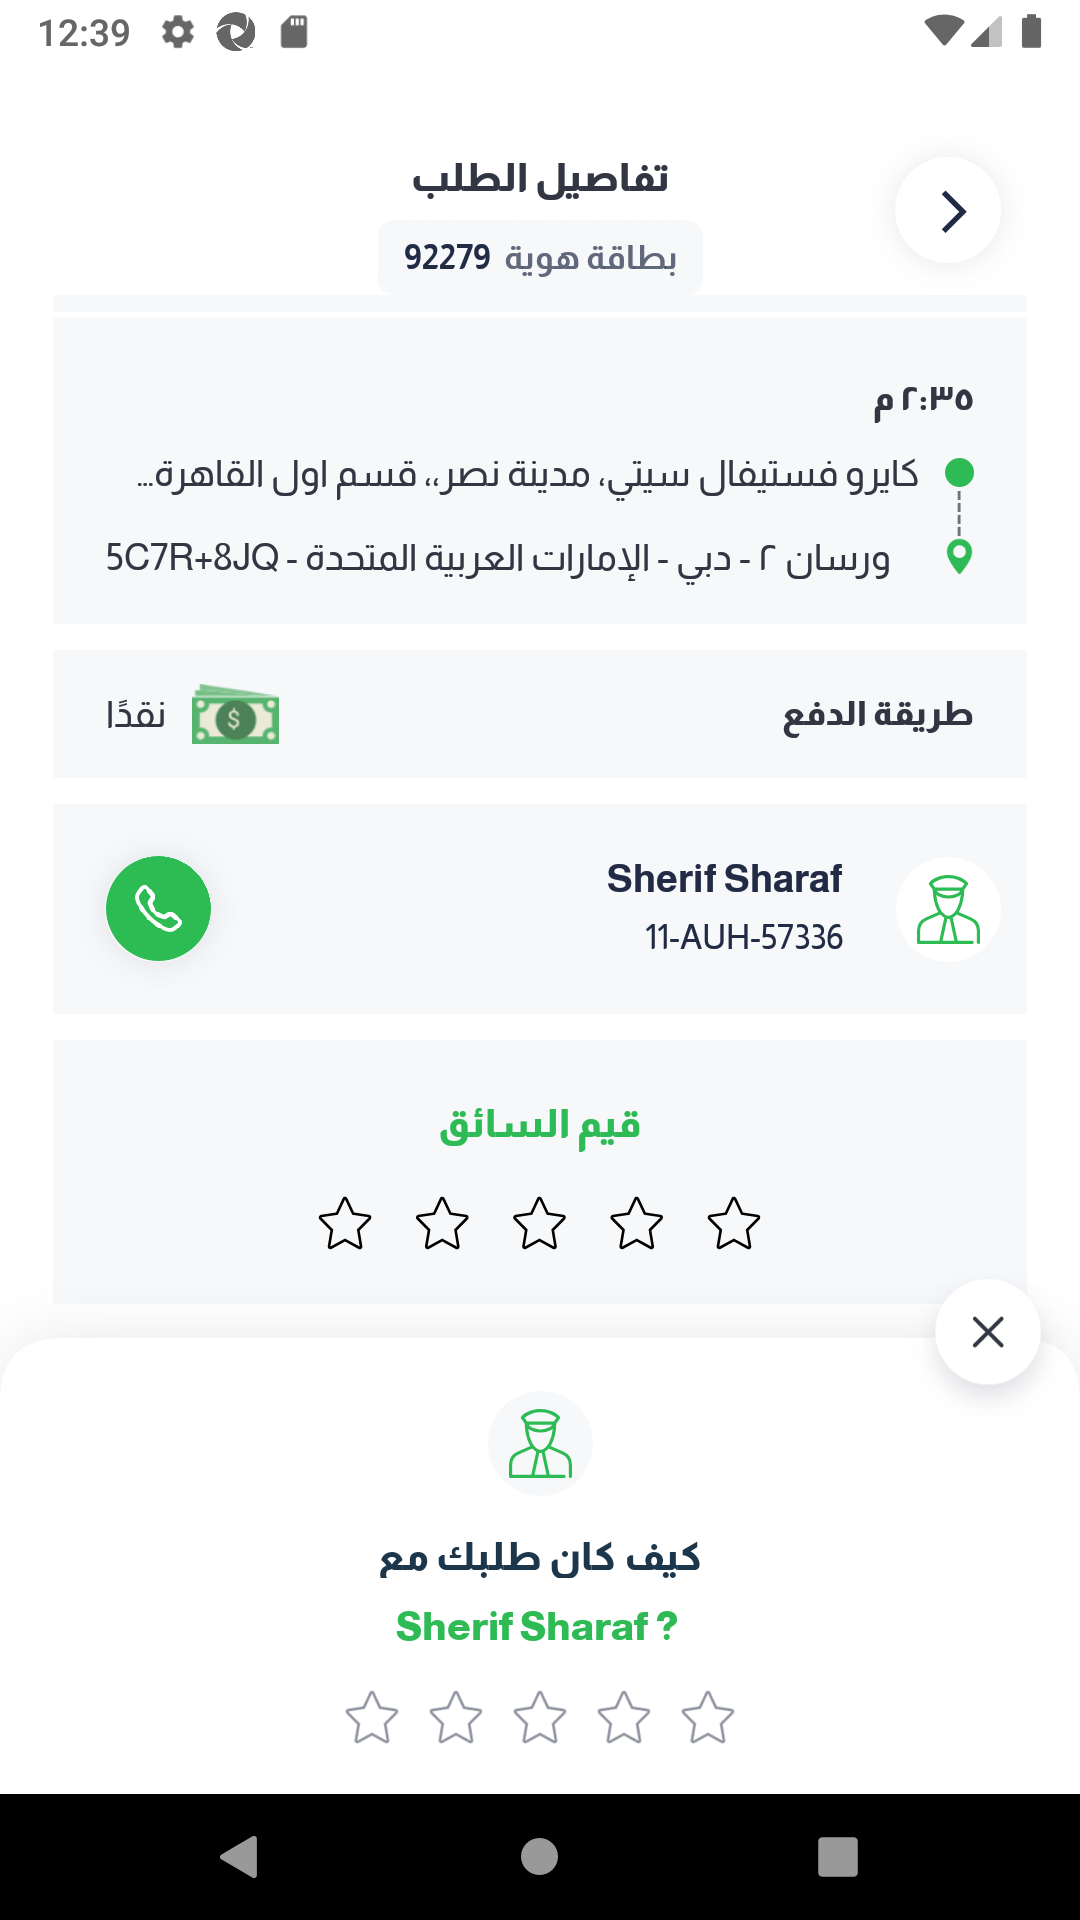 12:39
تفاصيل الطلب
بطاقة هوية 92279
٢:٣٥ م
كايرو فستيفال سيتي، مدينة نصر،، قسم اول القاهرة...
ورسان ٢ - دبي - الإمارات العربية المتحدة - 5C7R+8JQ
طريقة الدفع
نقدًا
Sherif Sharaf
11-AUH-57336
قيم السائق
كيف كان طلبك مع
Sherif Sharaf ?